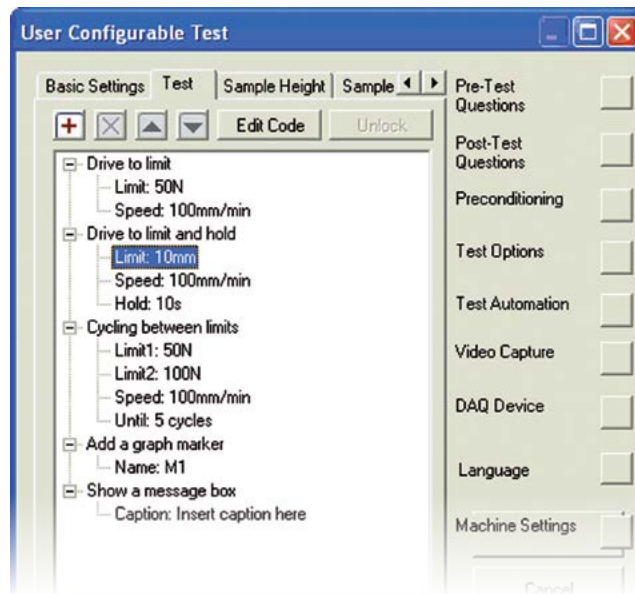 User Configurable Test
Basic Settings Test Sample Height Sample
Edit Code Unlock
Drive to limit
Limit: 50N
Speed: 100mm/min
Drive to limit and hold
Limit: 10mm
Speed: 100mm/min
Hold: 10s
Cycling between limits
Limit1: 50N
Limit2: 100N
Speed: 100mm/min
Until: 5 cycles
Add a graph marker
Name: M1
Show a message box
Caption: Insert caption here
Pre-Test
Questions
Post-Test
Questions
Preconditioning
Test Options
Test Automation
Video Capture
DAQ Device
Language
Machine Settings
Cancel